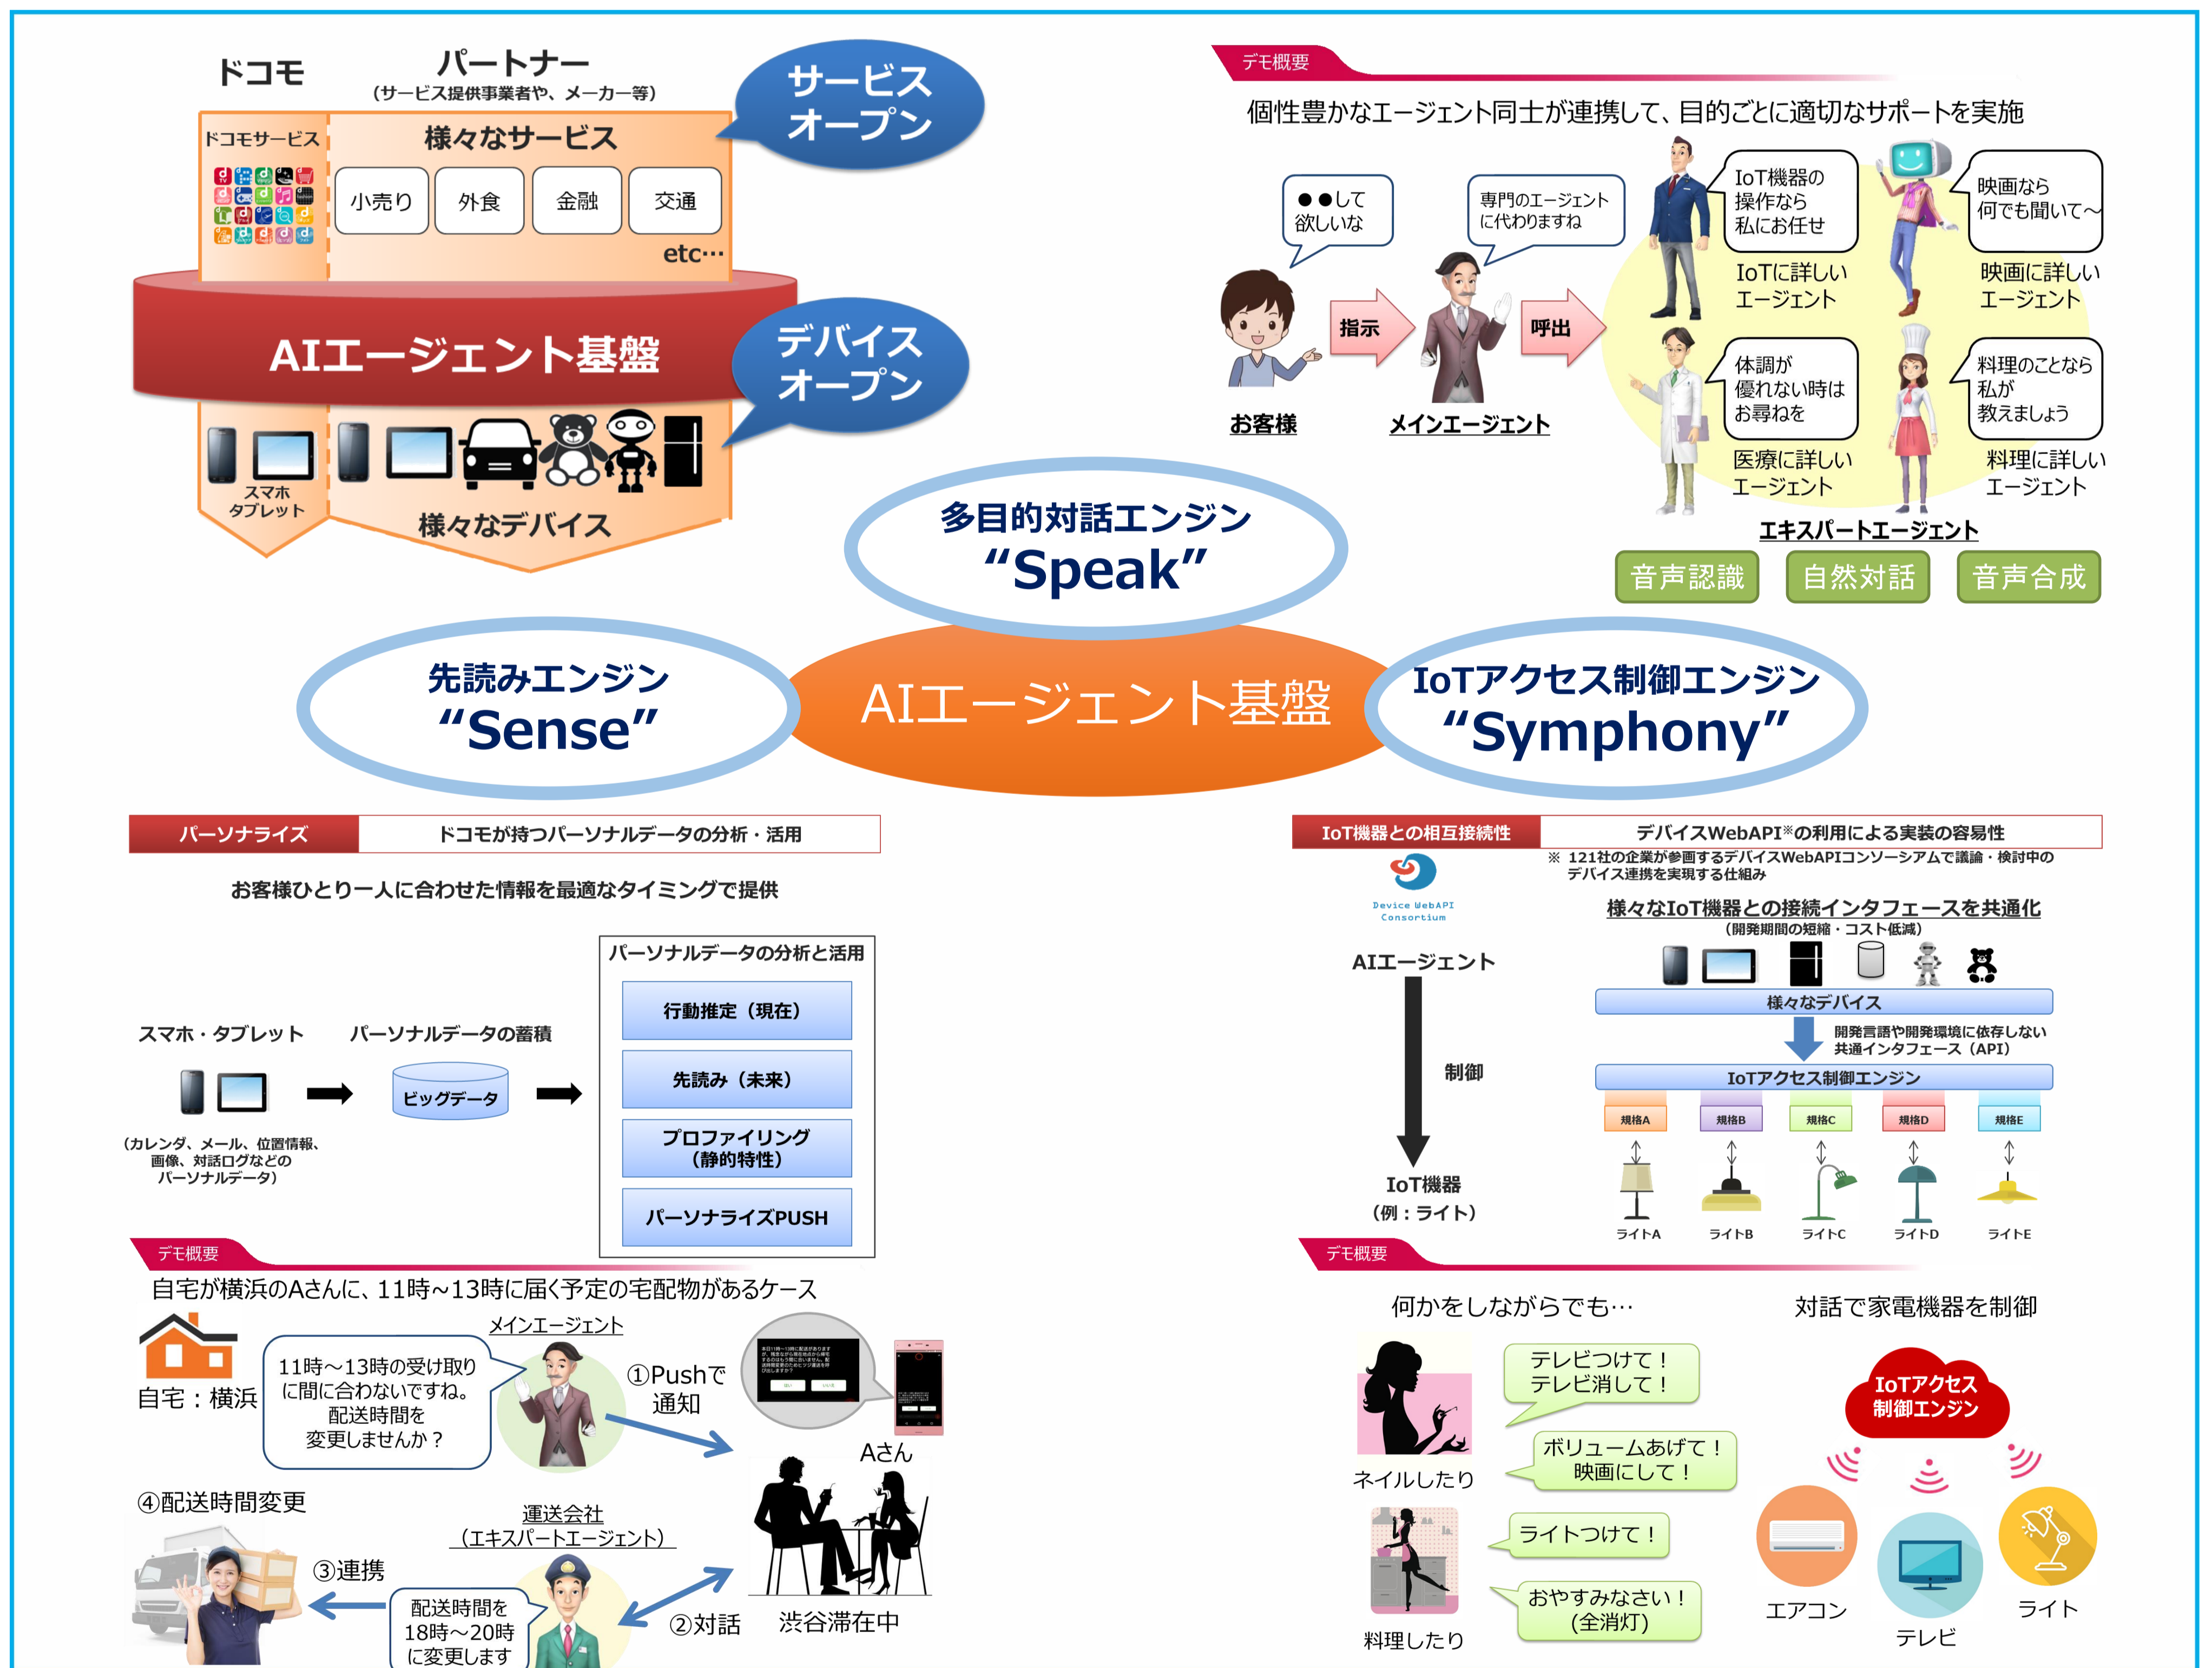 ドコモ
パートナー
(サービス提供事業者や、メーカー等)
サービス
オープン
ドコモサービス
様々なサービス
小売り
外食
金融
交通
etc…
AIエージェント基盤
デバイス
オープン
スマホ
タブレット
様々なデバイス
デモ概要
個性豊かなエージェント同士が連携して、目的ごとに適切なサポートを実施
●●して
欲しいな
専門のエージェント
に代わりますね
IoT機器の
操作なら
私にお任せ
映画なら
何でも聞いて～
IoTに詳しい
エージェント
映画に詳しい
エージェント
指示
呼出
お客様
メインエージェント
体調が
優れない時は
お尋ねを
料理のことなら
私が
教えましょう
医療に詳しい
エージェント
料理に詳しい
エージェント
エキスパートエージェント
音声認識
自然対話
音声合成
多目的対話エンジン
“Speak”
先読みエンジン
“Sense”
AIエージェント基盤
IoTアクセス制御エンジン
“Symphony”
パーソナライズ
ドコモが持つパーソナルデータの分析・活用
お客様ひとり一人に合わせた情報を最適なタイミングで提供
スマホ・タブレット
パーソナルデータの蓄積
ビッグデータ
(カレンダ、メール、位置情報、
画像、対話ログなどの
パーソナルデータ)
パーソナルデータの分析と活用
行動推定（現在）
先読み（未来）
プロファイリング
（静的特性）
パーソナライズPUSH
IoT機器との相互接続性
デバイスWebAPI※の利用による実装の容易性
※ 121社の企業が参画するデバイスWebAPIコンソーシアムで議論・検討中の
デバイス連携を実現する仕組み
Device WebAPI
Consortium
様々なIoT機器との接続インタフェースを共通化
(開発期間の短縮・コスト低減)
AIエージェント
制御
IoT機器
（例：ライト）
様々なデバイス
開発言語や開発環境に依存しない
共通インタフェース（API）
IoTアクセス制御エンジン
規格A
規格B
規格C
規格D
規格E
ライトA
ライトB
ライトC
ライトD
ライトE
デモ概要
自宅が横浜のAさんに、11時~13時に届く予定の宅配物があるケース
自宅：横浜
11時～13時の受け取り
に間に合わないですね。
配送時間を
変更しませんか？
メインエージェント
①Pushで
通知
Aさん
④配送時間変更
運送会社
（エキスパートエージェント）
③連携
配送時間を
18時～20時
に変更します
②対話
渋谷滞在中
デモ概要
何かをしながらでも…
対話で家電機器を制御
テレビつけて！
テレビ消して！
ボリュームあげて！
映画にして！
ネイルしたり
ライトつけて！
おやすみなさい！
(全消灯)
料理したり
IoTアクセス
制御エンジン
エアコン
テレビ
ライト